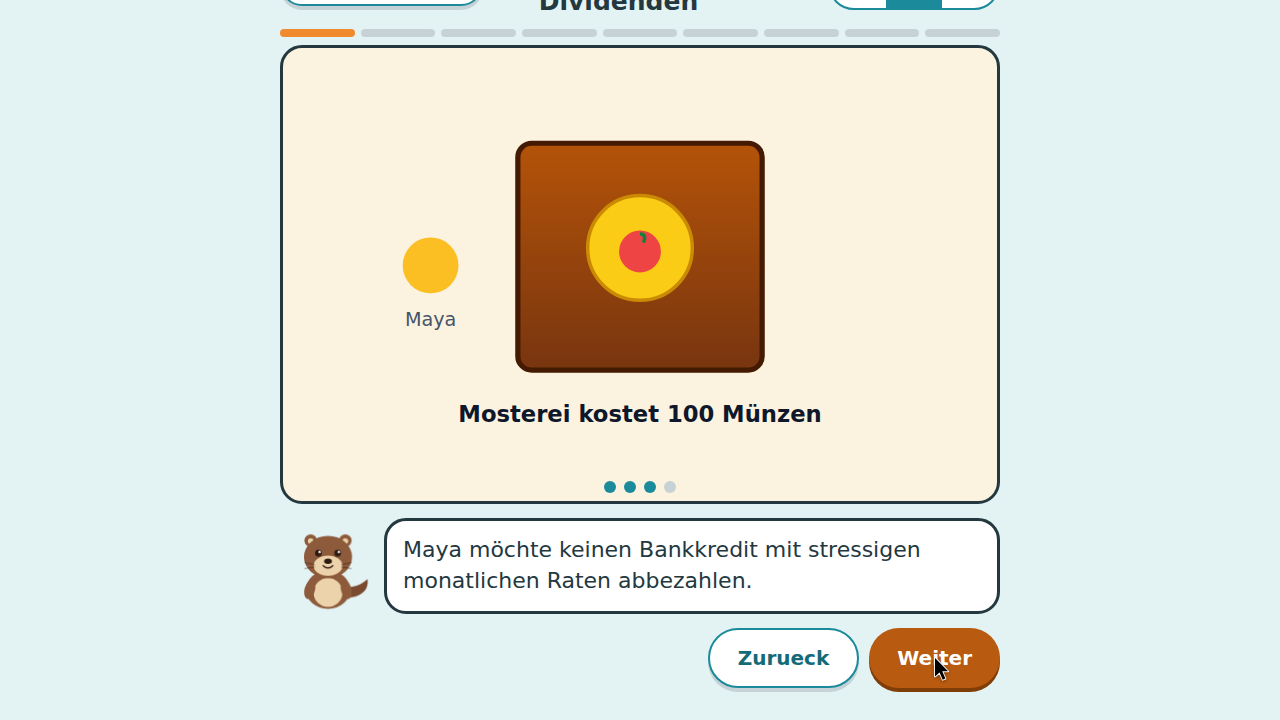 Dividenden
Maya
Mosterei kostet 100 Münzen
Maya möchte keinen Bankkredit mit stressigen
monatlichen Raten abbezahlen.
Zurueck
Weiter